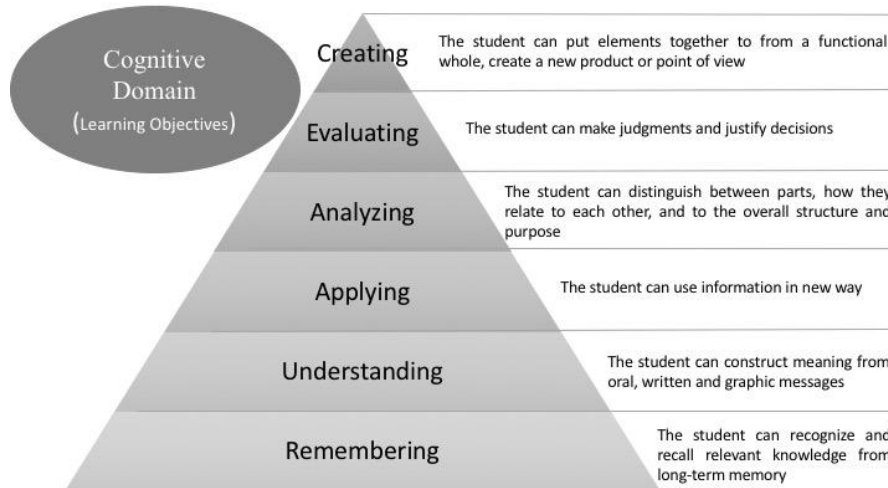 Cognitive
Domain
(Learning Objectives)
Creating
The student can put elements together to from a functional
whole, create a new product or point of view
Evaluating
The student can make judgments and justify decisions
Analyzing
The student can distinguish between parts, how they
relate to each other, and to the overall structure and
purpose
Applying
The student can use information in new way
Understanding
The student can construct meaning from
oral, written and graphic messages
Remembering
The student can recognize and
recall relevant knowledge from
long-term memory